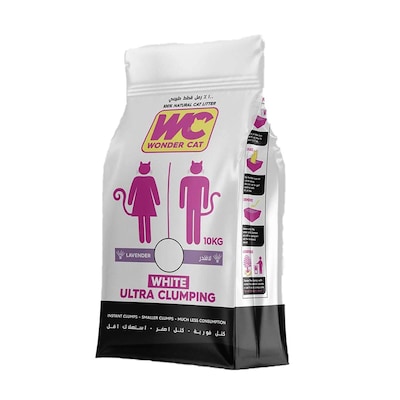 ١٠٠٪ رمل قطط طبيعي
100% NATURAL CAT LITTER
WC
WONDER CAT
10KG
LAVENDER
لافندر
WHITE
ULTRA CLUMPING
INSTANT CLUMPS - SMALLER CLUMPS - MUCH LESS CONSUMPTION
كتل فورية - كتل اصغر - استهلاك اقل